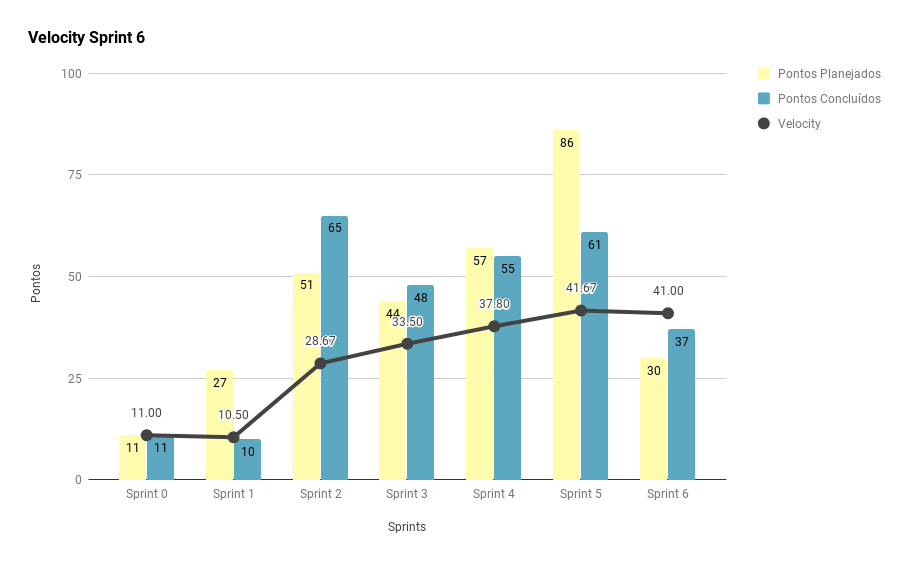 Velocity Sprint 6
Pontos Planejados
Pontos Concluídos
Velocity
100
75
50
25
0
Pontos
11
11
11.00
27
10
10.50
51
65
28.67
44
48
33.50
57
55
37.80
86
61
41.67
30
37
41.00
Sprint 0
Sprint 1
Sprint 2
Sprint 3
Sprint 4
Sprint 5
Sprint 6
Sprints